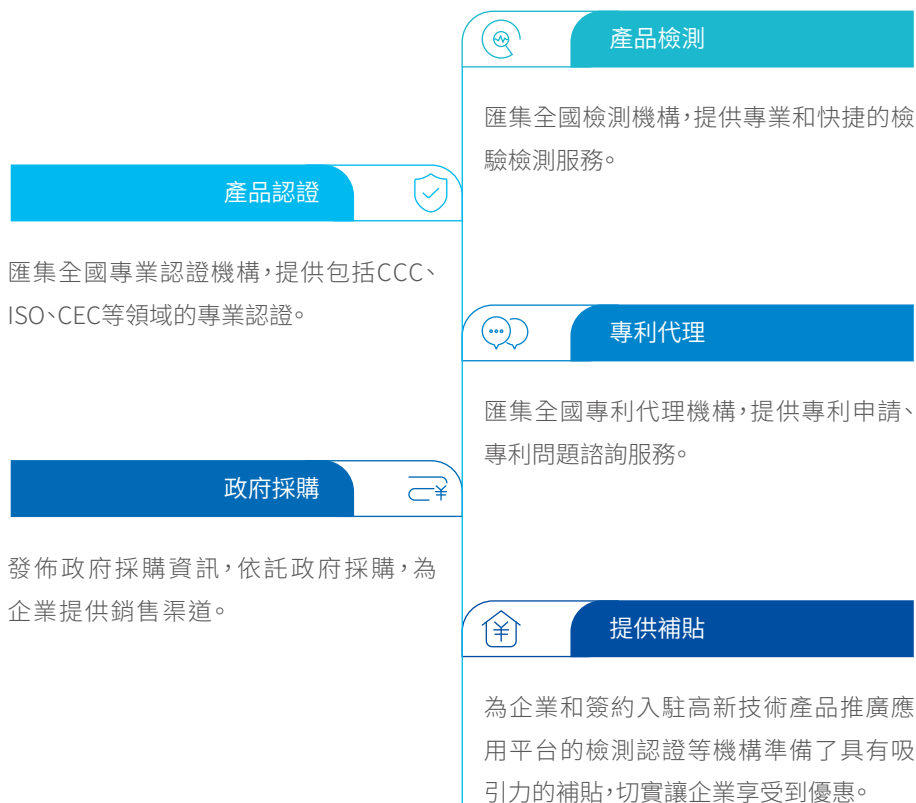 產品檢測
匯集全國檢測機構，提供專業和快捷的檢
驗檢測服務。
產品認證
匯集全國專業認證機構，提供包括CCC、
ISO、CEC等領域的專業認證。
專利代理
匯集全國專利代理機構，提供專利申請、
專利問題諮詢服務。
政府採購
發佈政府採購資訊，依託政府採購，為
企業提供銷售渠道。
提供補貼
為企業和簽約入駐高新技術產品推廣應
用平台的檢測認證等機構準備了具有吸
引力的補貼，切實讓企業享受到優惠。